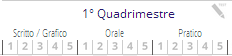 1° Quadrimestre
Scritto / Grafico Orale Pratico
1 2 3 4 5 1 2 3 4 5 1 2 3 4 5